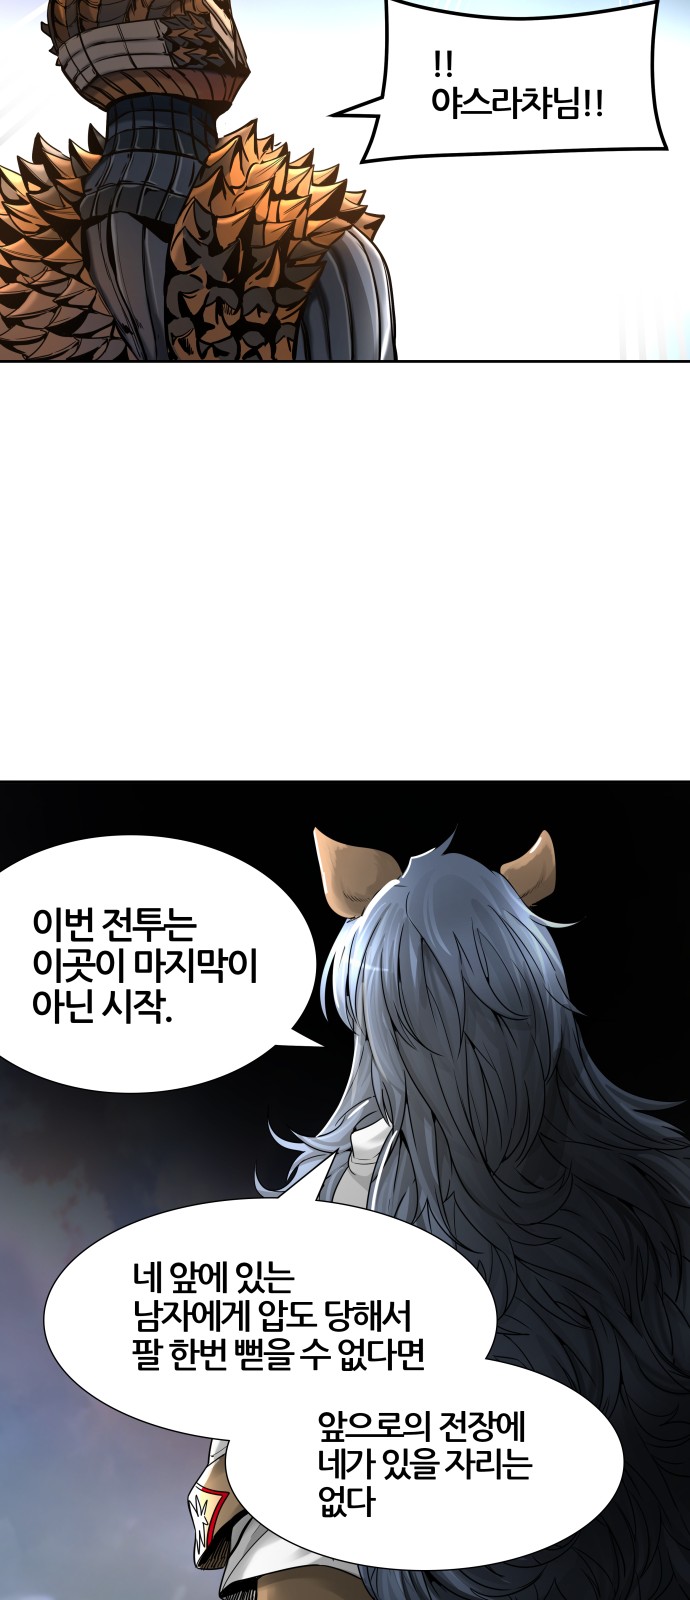 !!
야스라챠님!!
이번 전투는
이곳이 마지막이
아닌 시작.
네 앞에 있는
남자에게 압도 당해서
팔 한번 뻗을 수 없다면
앞으로의 전장에
네가 있을 자리는
없다